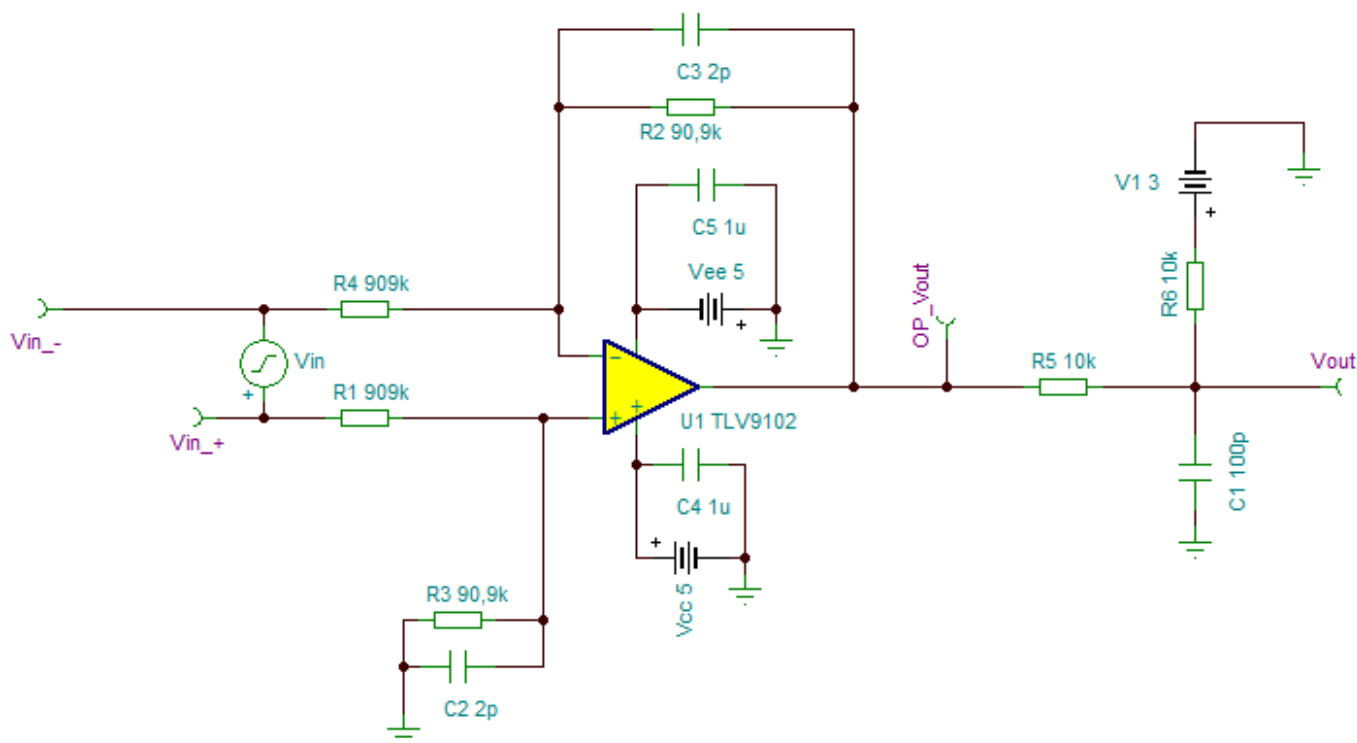 C3 2p
R2 90,9k
V1 3
+
C5 1u
Vee 5
+
R4 909k
R6 10k
OP_Vout
Vin_-
Vin
+
R1 909k
Vin_+
−
+
+
U1 TLV9102
R5 10k
Vout
C4 1u
C1 100p
+
Vcc 5
R3 90,9k
C2 2p